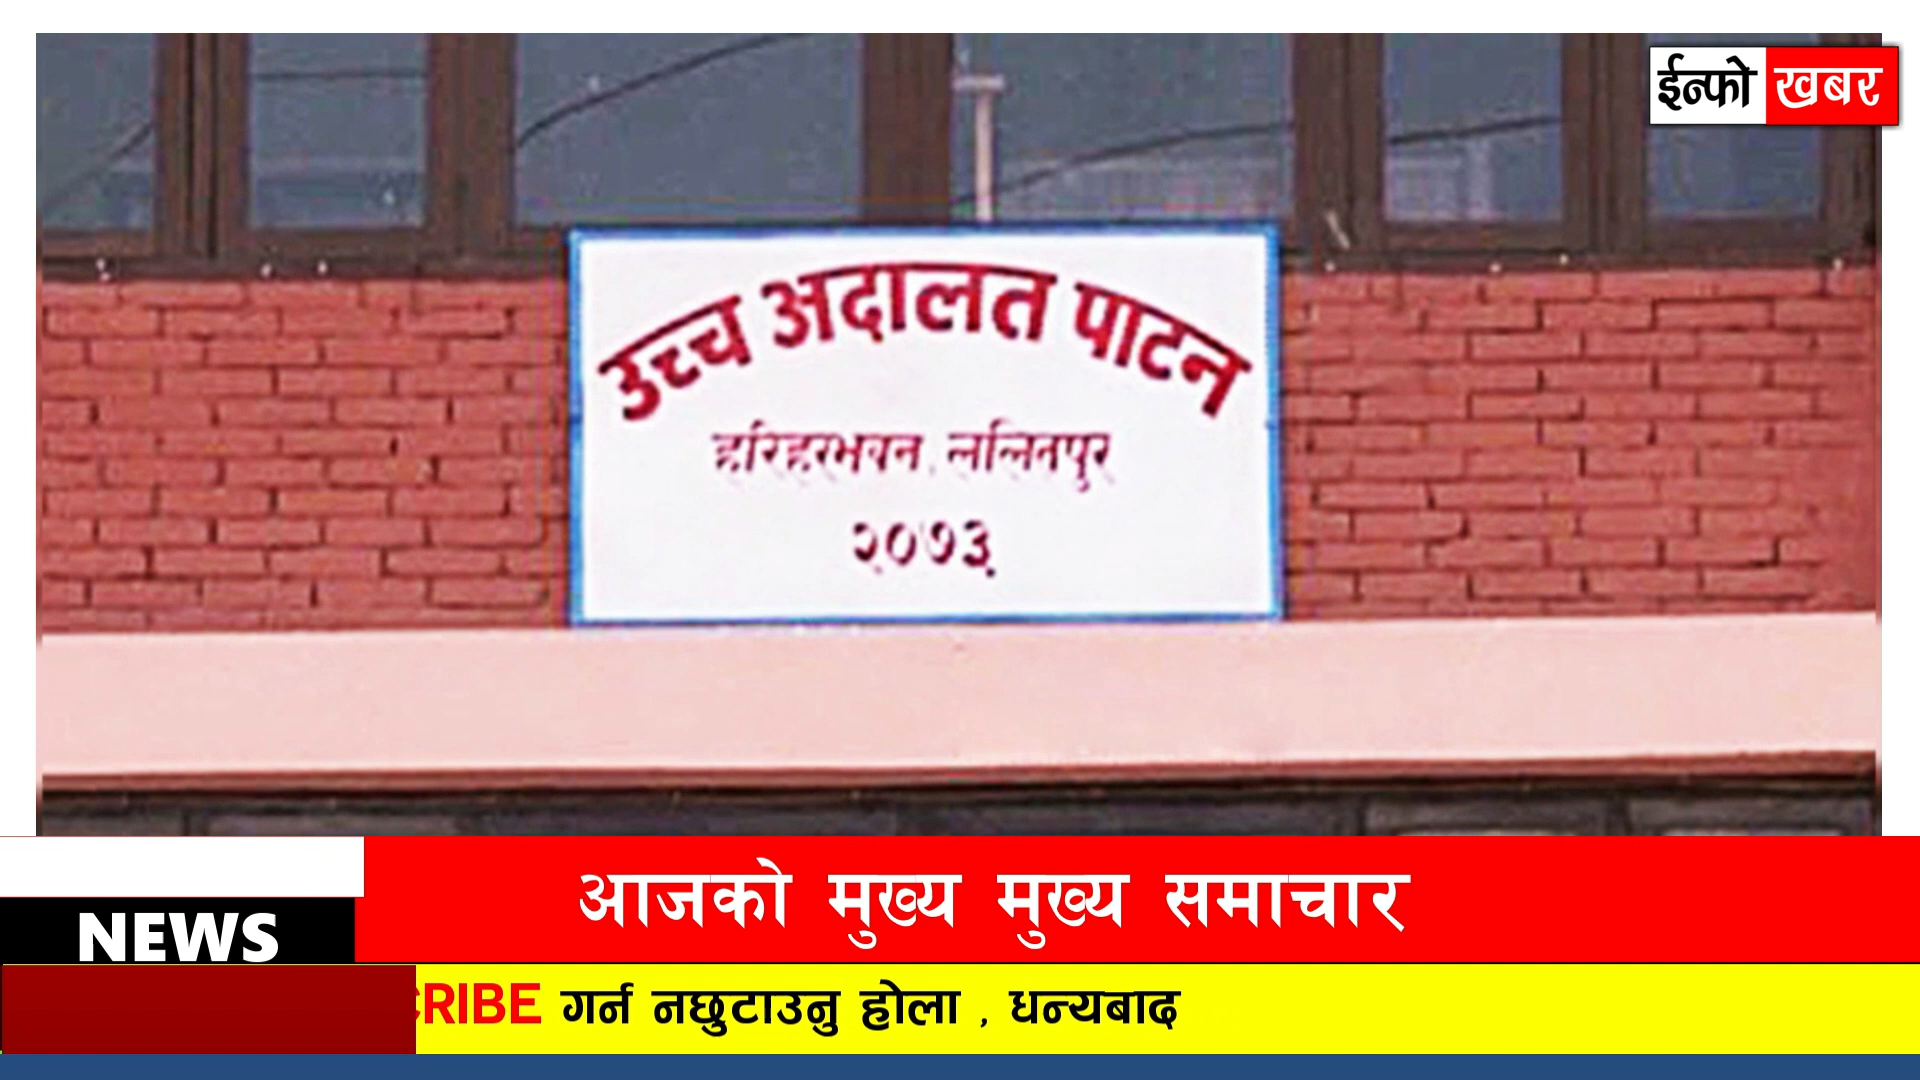 ईन्फो खबर
उच्च अदालत पाटन
हरिहरभवन, ललितपुर
२०७३
आजको मुख्य मुख्य समाचार
NEWS
CRIBE गर्न नछुटाउनु होला , धन्यबाद